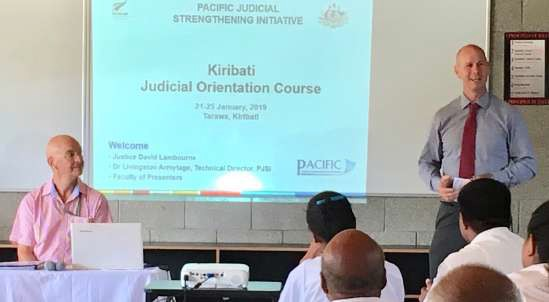 PACIFIC JUDICIAL
STRENGTHENING INITIATIVE
Kiribati
Judicial Orientation Course
21-25 January, 2019
Tarawa, Kiribati
Welcome
- Justice David Lambourne
- Dr Livingston Armytage, Technical Director, PJSI
- Faculty of Presenters
PACIFIC